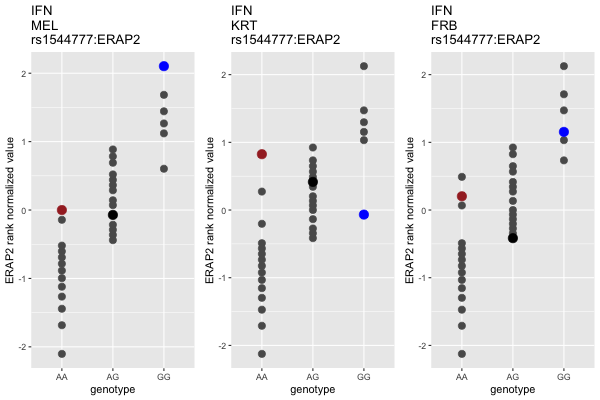 IFN
MEL
rs1544777:ERAP2
ERAP2 rank normalized value
2
1
0
-1
-2
AA
AG
GG
genotype
IFN
KRT
rs1544777:ERAP2
ERAP2 rank normalized value
2
1
0
-1
-2
AA
AG
GG
genotype
IFN
FRB
rs1544777:ERAP2
ERAP2 rank normalized value
2
1
0
-1
-2
AA
AG
GG
genotype